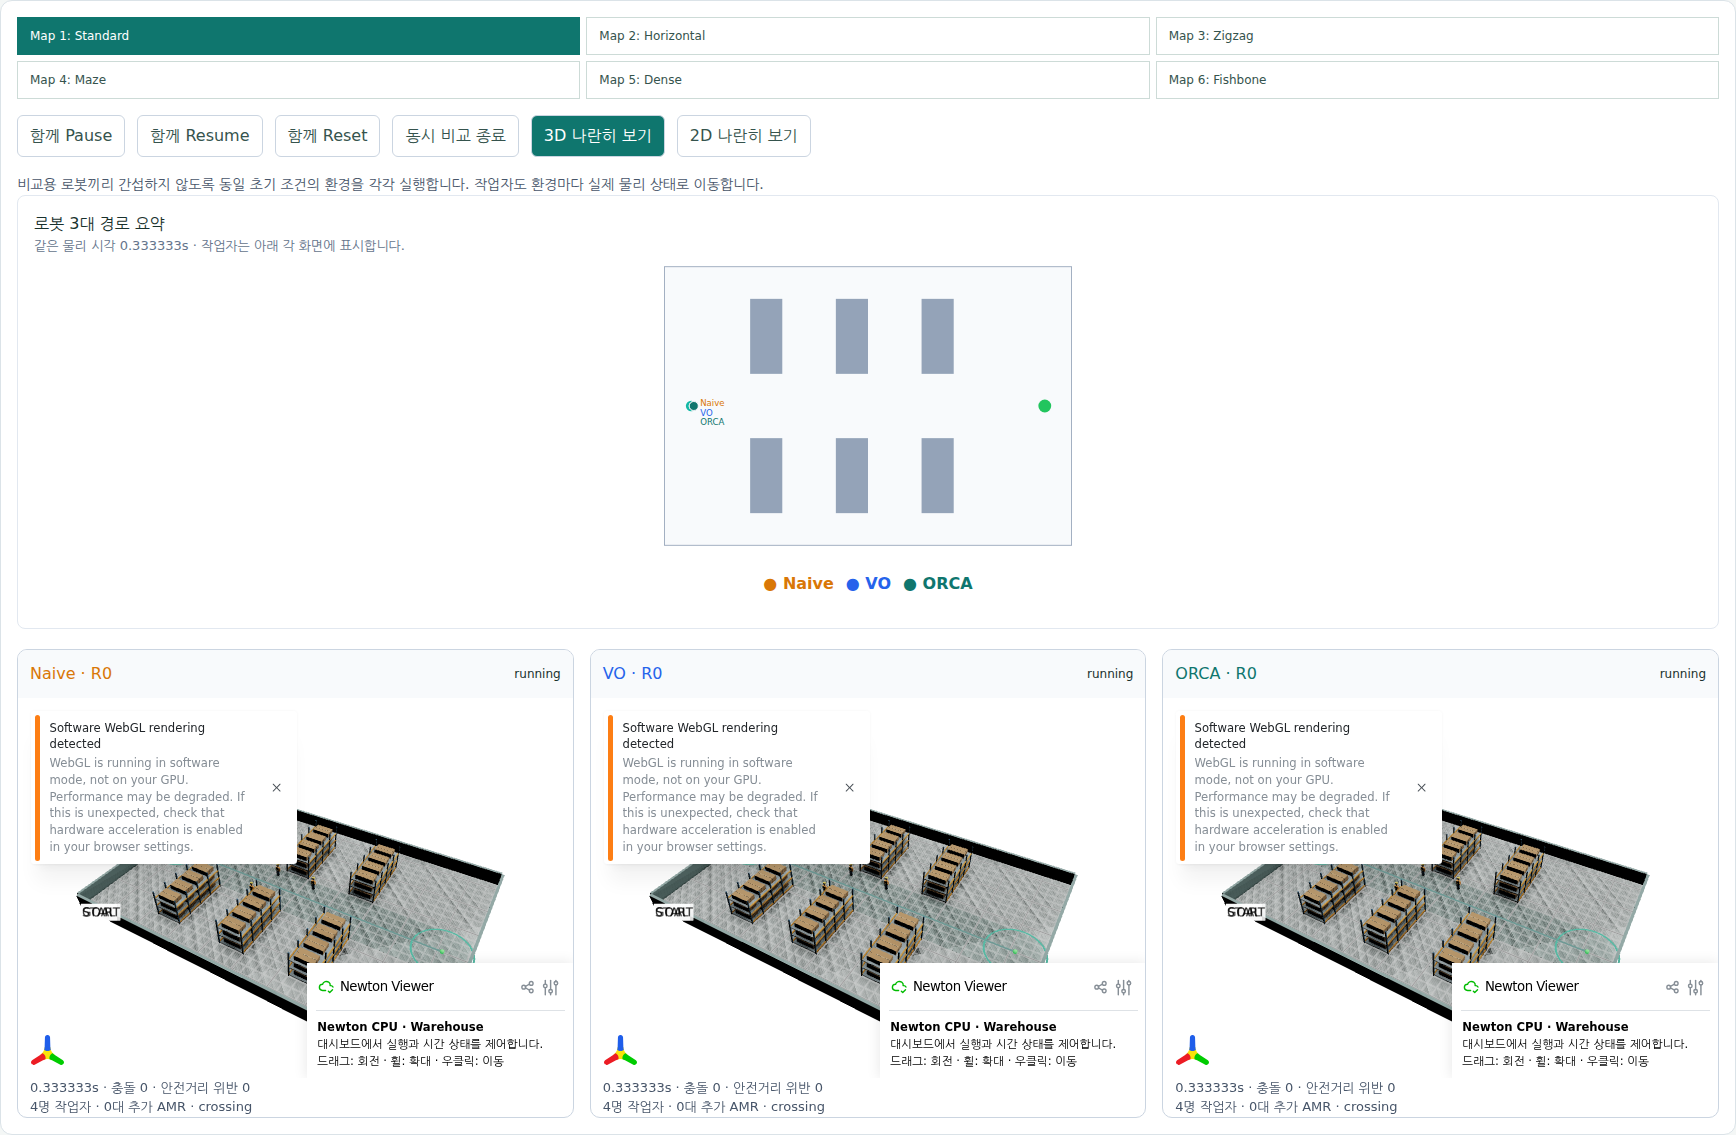 Map 1: Standard
Map 2: Horizontal
Map 3: Zigzag
Map 4: Maze
Map 5: Dense
Map 6: Fishbone
함께 Pause
함께 Resume
함께 Reset
동시 비교 종료
3D 나란히 보기
2D 나란히 보기
비교용 로봇끼리 간섭하지 않도록 동일 초기 조건의 환경을 각각 실행합니다. 작업자도 환경마다 실제 물리 상태로 이동합니다.
로봇 3대 경로 요약
같은 물리 시각 0.333333s · 작업자는 아래 각 화면에 표시합니다.
Naive
VO
ORCA
Naive
VO
ORCA
Naive · R0
running
Software WebGL rendering
detected
WebGL is running in software
mode, not on your GPU.
Performance may be degraded. If
this is unexpected, check that
hardware acceleration is enabled
in your browser settings.
Newton Viewer
Newton CPU · Warehouse
대시보드에서 실행과 시간 상태를 제어합니다.
드래그: 회전 · 휠: 확대 · 우클릭: 이동
0.333333s · 충돌 0 · 안전거리 위반 0
4명 작업자 · 0대 추가 AMR · crossing
VO · R0
running
Software WebGL rendering
detected
WebGL is running in software
mode, not on your GPU.
Performance may be degraded. If
this is unexpected, check that
hardware acceleration is enabled
in your browser settings.
Newton Viewer
Newton CPU · Warehouse
대시보드에서 실행과 시간 상태를 제어합니다.
드래그: 회전 · 휠: 확대 · 우클릭: 이동
0.333333s · 충돌 0 · 안전거리 위반 0
4명 작업자 · 0대 추가 AMR · crossing
ORCA · R0
running
Software WebGL rendering
detected
WebGL is running in software
mode, not on your GPU.
Performance may be degraded. If
this is unexpected, check that
hardware acceleration is enabled
in your browser settings.
Newton Viewer
Newton CPU · Warehouse
대시보드에서 실행과 시간 상태를 제어합니다.
드래그: 회전 · 휠: 확대 · 우클릭: 이동
0.333333s · 충돌 0 · 안전거리 위반 0
4명 작업자 · 0대 추가 AMR · crossing